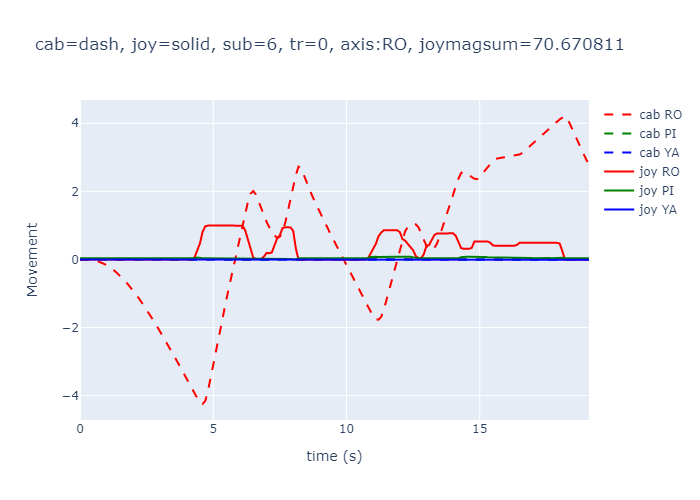 cab=dash, joy=solid, sub=6, tr=0, axis:RO, joymagsum=70.670811
4
2
0
−2
−4
Movement
0
5
10
15
time (s)
cab RO
cab PI
cab YA
joy RO
joy PI
joy YA